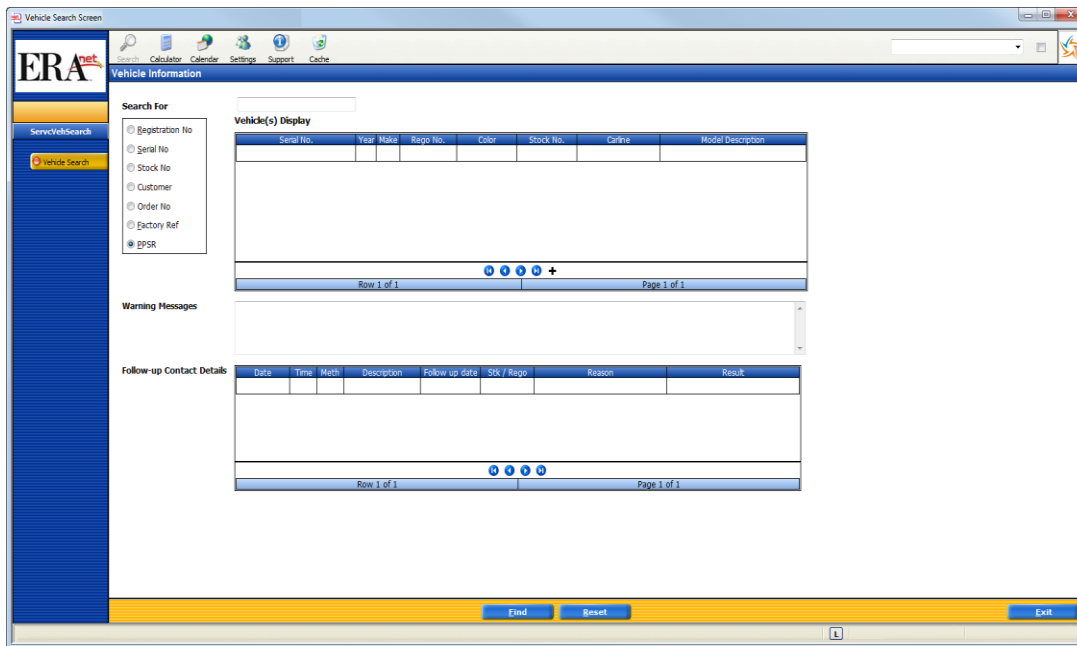 Vehicle Search Screen
ERAnet
Search Calculator Calendar Settings Support Cache
Vehicle Information
ServcVehSearch
Vehicle Search
Search For
Registration No
Serial No
Stock No
Customer
Order No
Factory Ref
PPSR
Vehicle(s) Display
Serial No. Year Make Rego No. Color Stock No. Carline Model Description
Row 1 of 1 Page 1 of 1
Warning Messages
Follow-up Contact Details
Date Time Meth Description Follow up date Stk / Rego Reason Result
Row 1 of 1 Page 1 of 1
Find Reset Exit
L